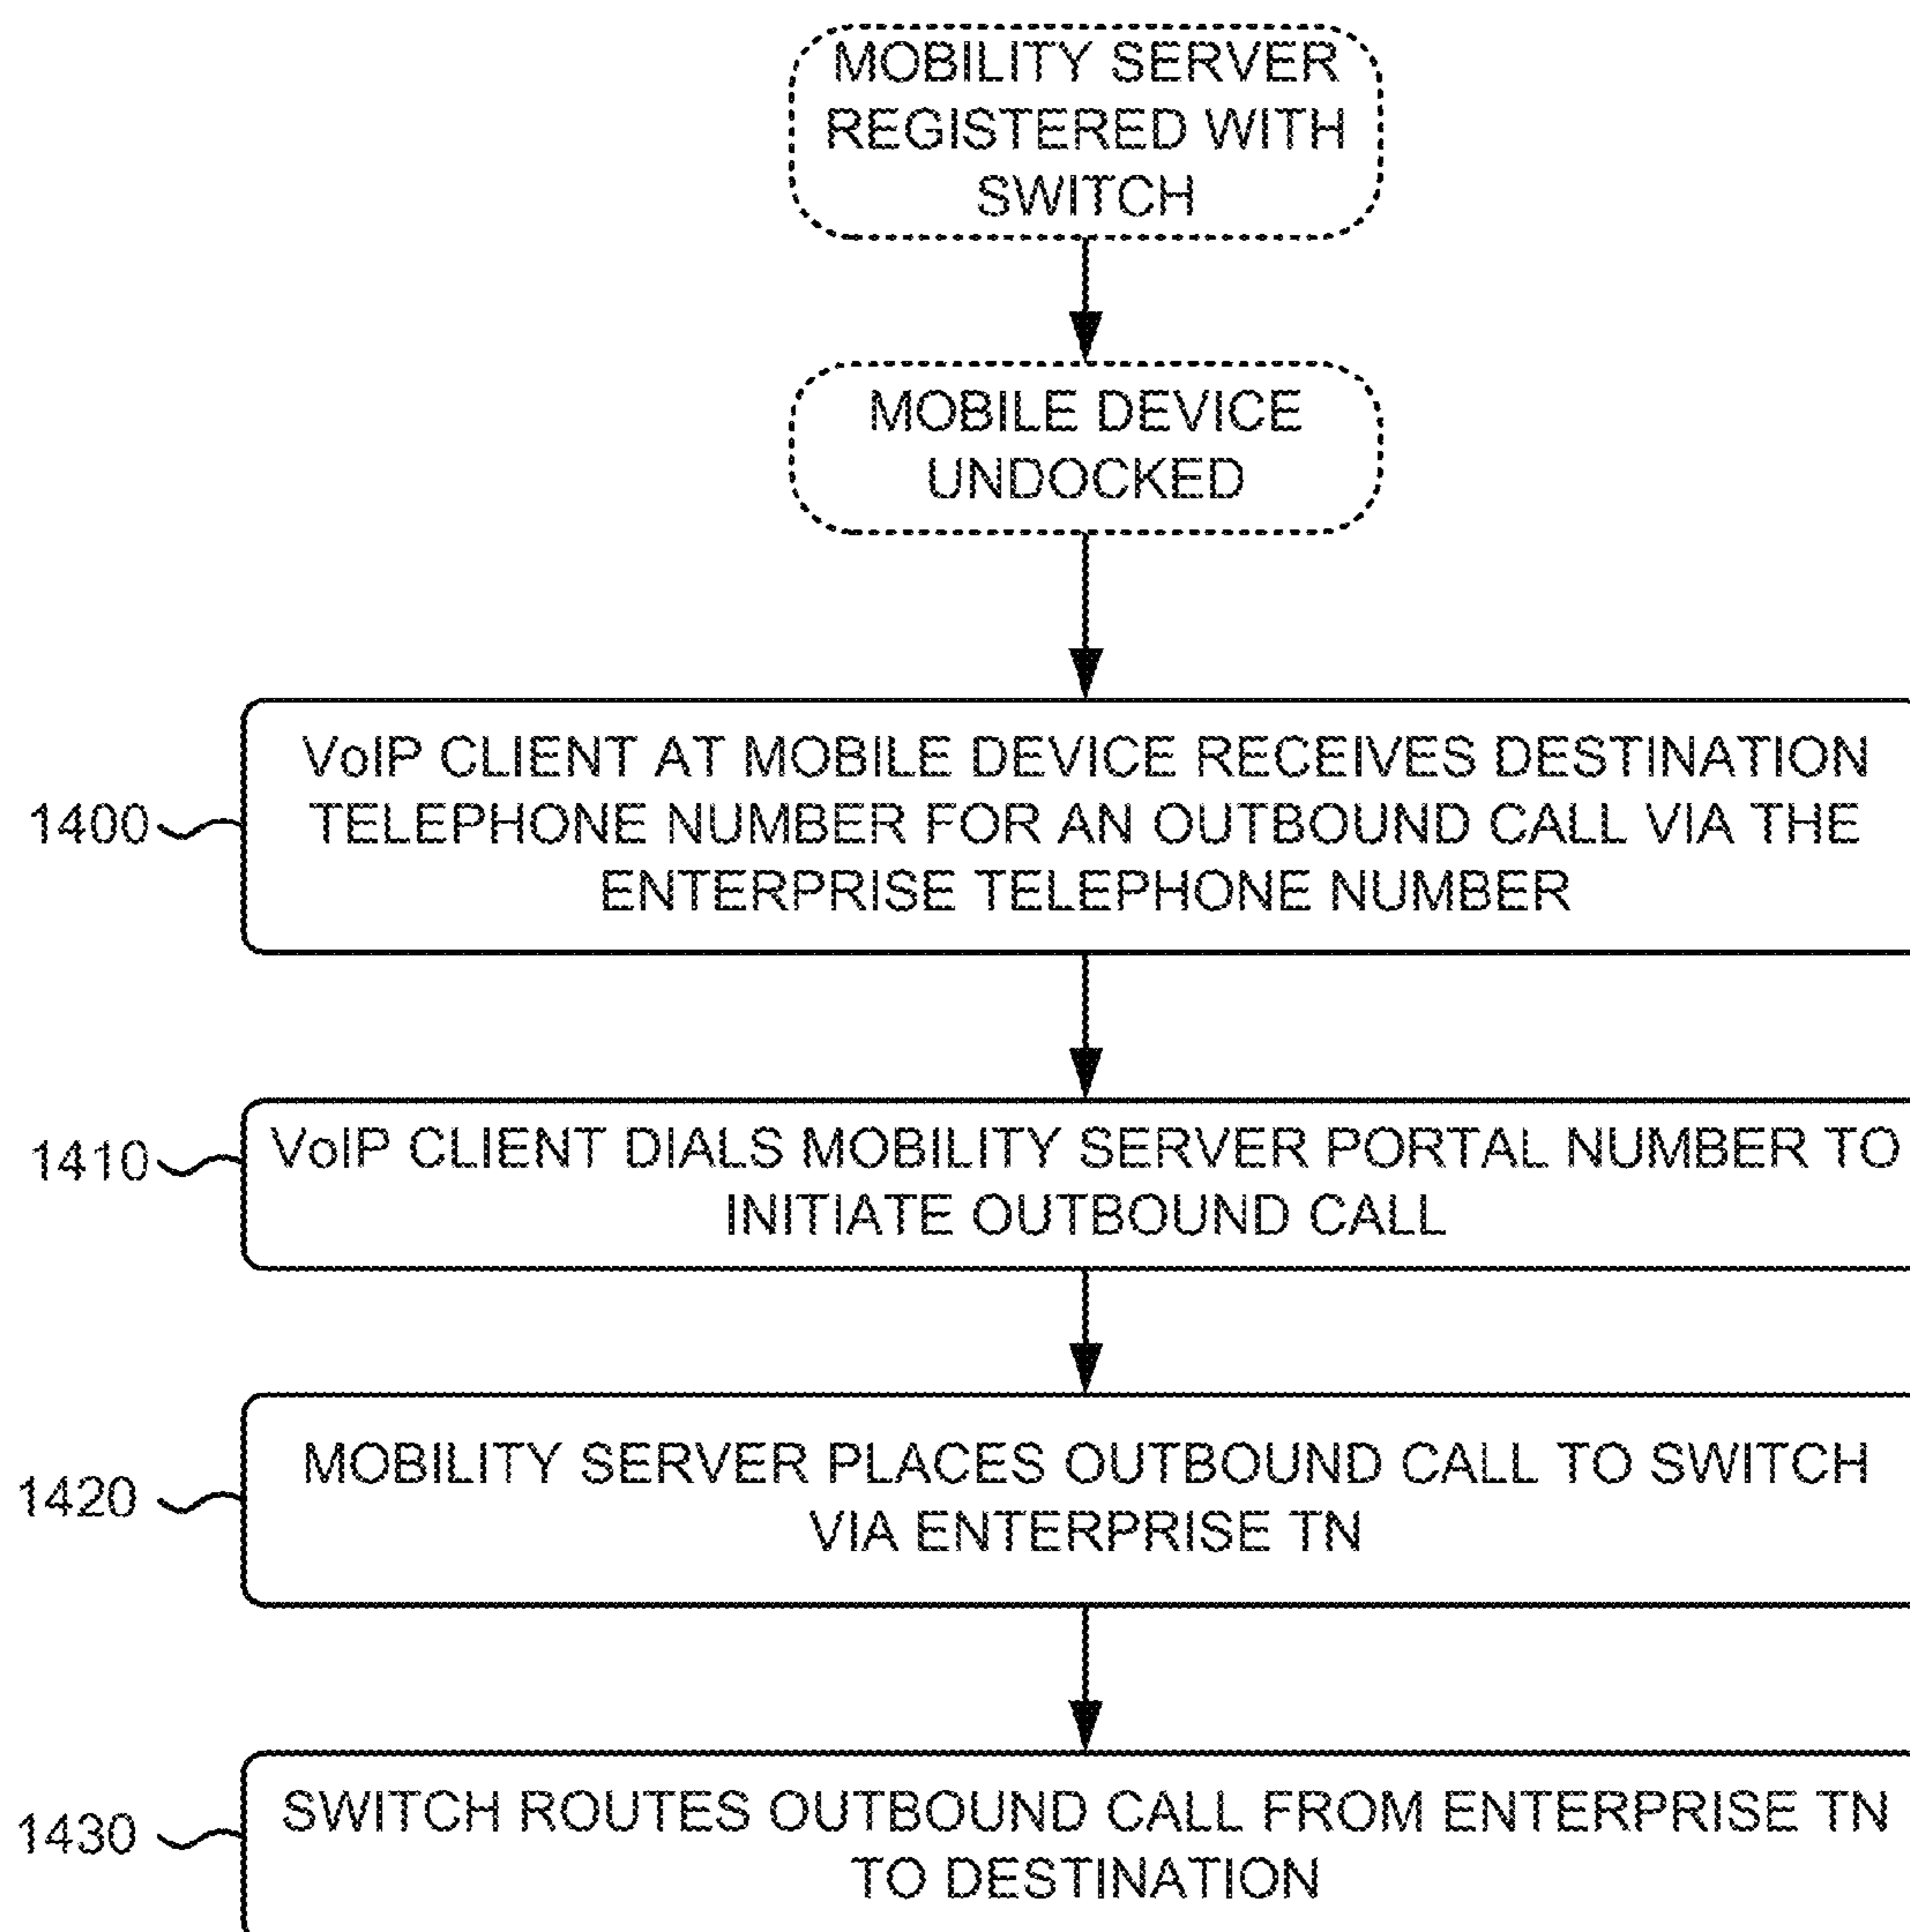 MOBILITY SERVER
REGISTERED WITH
SWITCH
MOBILE DEVICE
UNDOCKED
1400
VoIP CLIENT AT MOBILE DEVICE RECEIVES DESTINATION
TELEPHONE NUMBER FOR AN OUTBOUND CALL VIA THE
ENTERPRISE TELEPHONE NUMBER
1410
VoIP CLIENT DIALS MOBILITY SERVER PORTAL NUMBER TO
INITIATE OUTBOUND CALL
1420
MOBILITY SERVER PLACES OUTBOUND CALL TO SWITCH
VIA ENTERPRISE TN
1430
SWITCH ROUTES OUTBOUND CALL FROM ENTERPRISE TN
TO DESTINATION